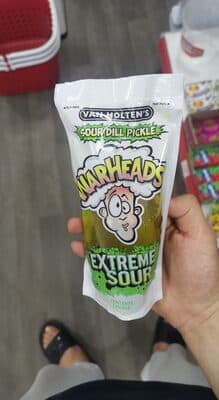 VAN HOLTEN'S
SOUR DILL PICKLE
WARHEADS
EXTREME
SOUR